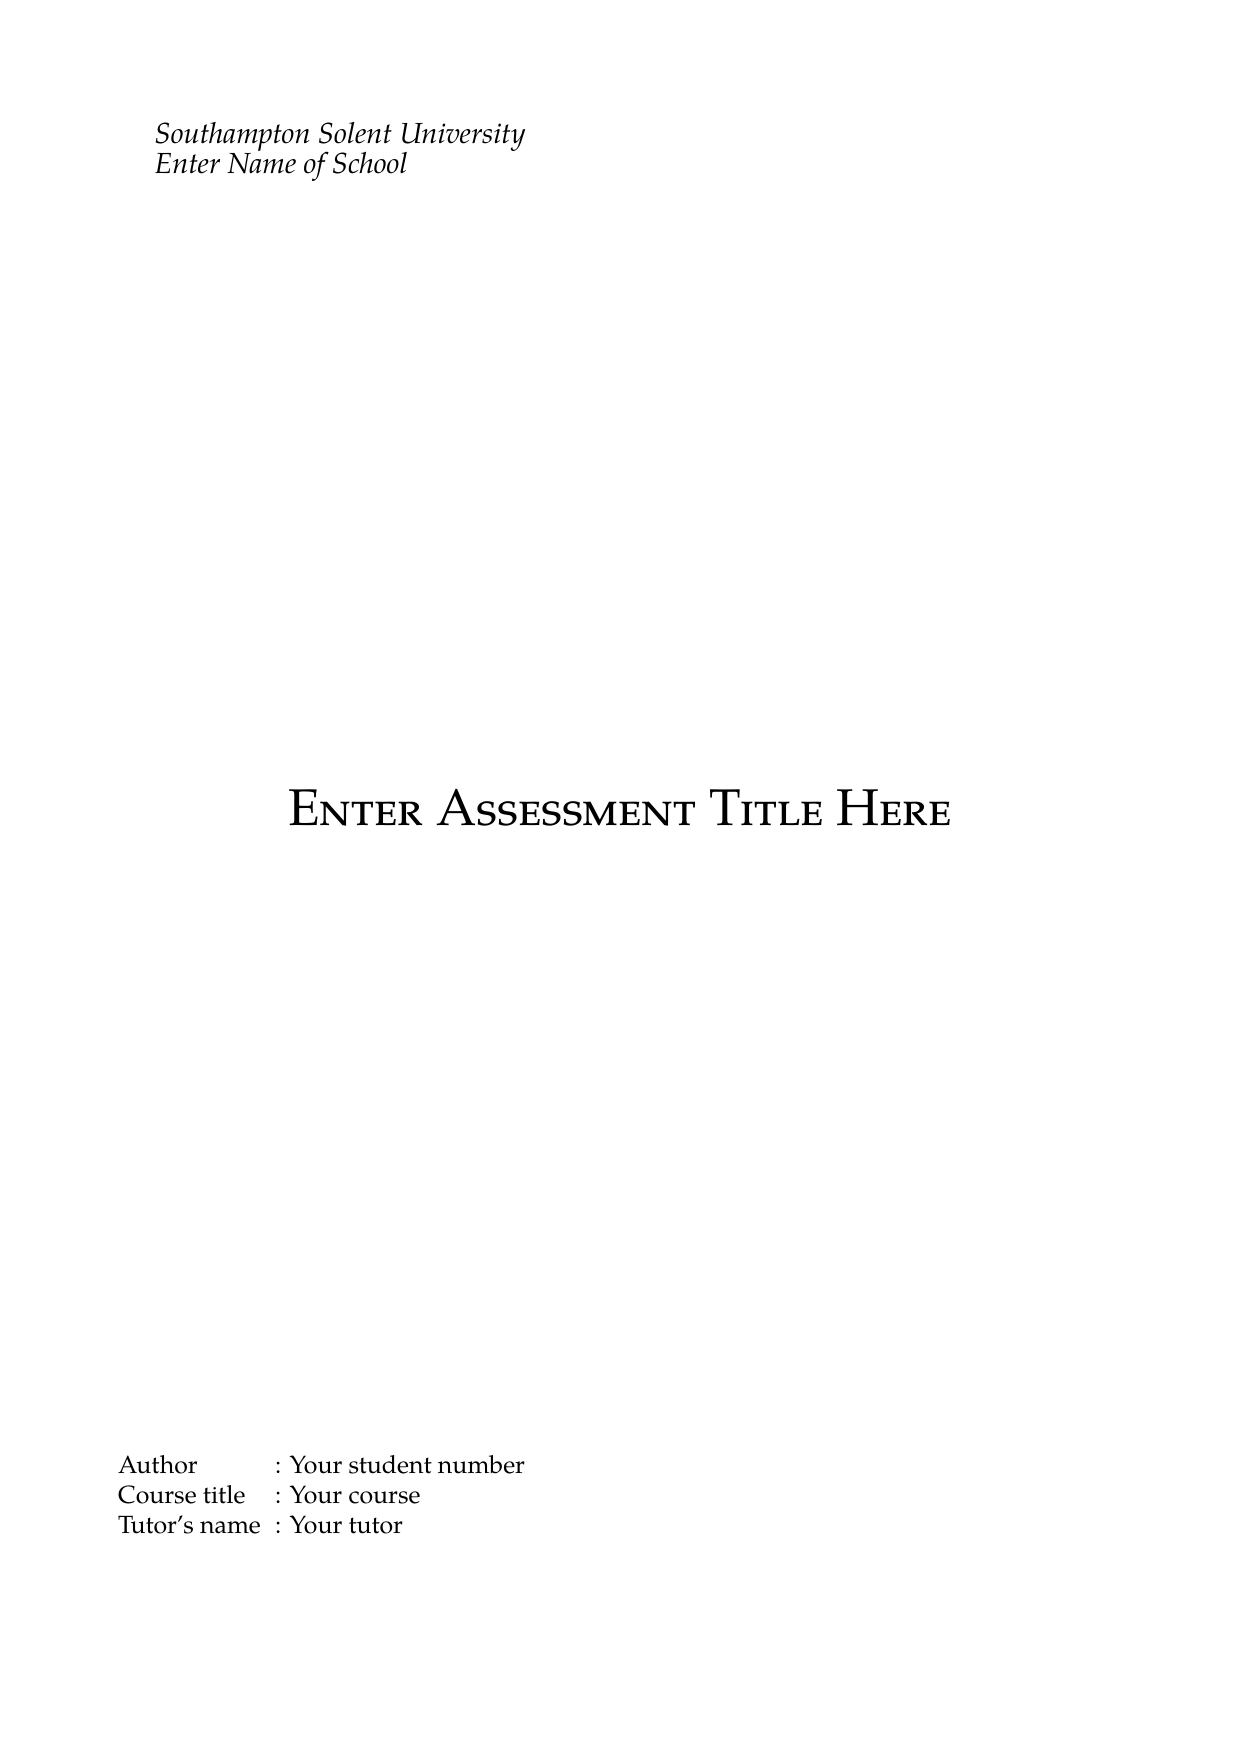 Southampton Solent University
Enter Name of School
Enter Assessment Title Here
Author : Your student number
Course title : Your course
Tutor’s name : Your tutor